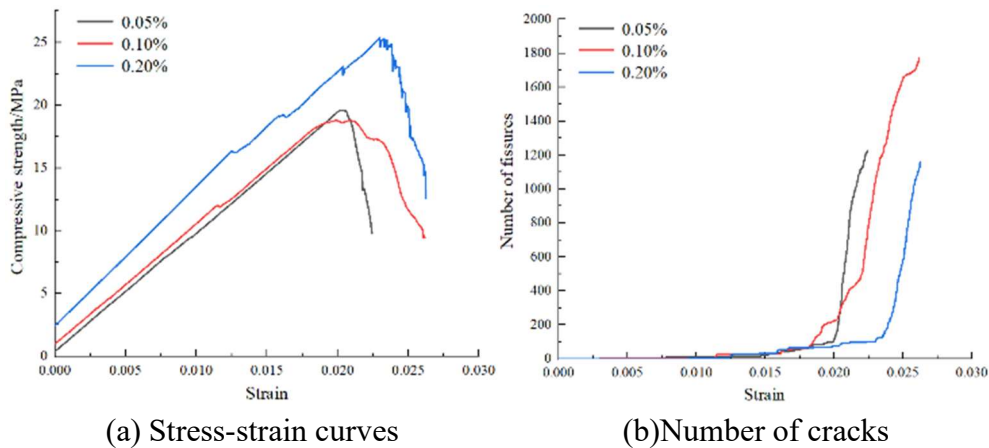 0.05%
0.10%
0.20%
25
20
15
10
5
0
Compressive strength/MPa
0.000 0.005 0.010 0.015 0.020 0.025 0.030
Strain
(a) Stress-strain curves
0.05%
0.10%
0.20%
2000
1800
1600
1400
1200
1000
800
600
400
200
0
Number of fissures
0.000 0.005 0.010 0.015 0.020 0.025 0.030
Strain
(b)Number of cracks